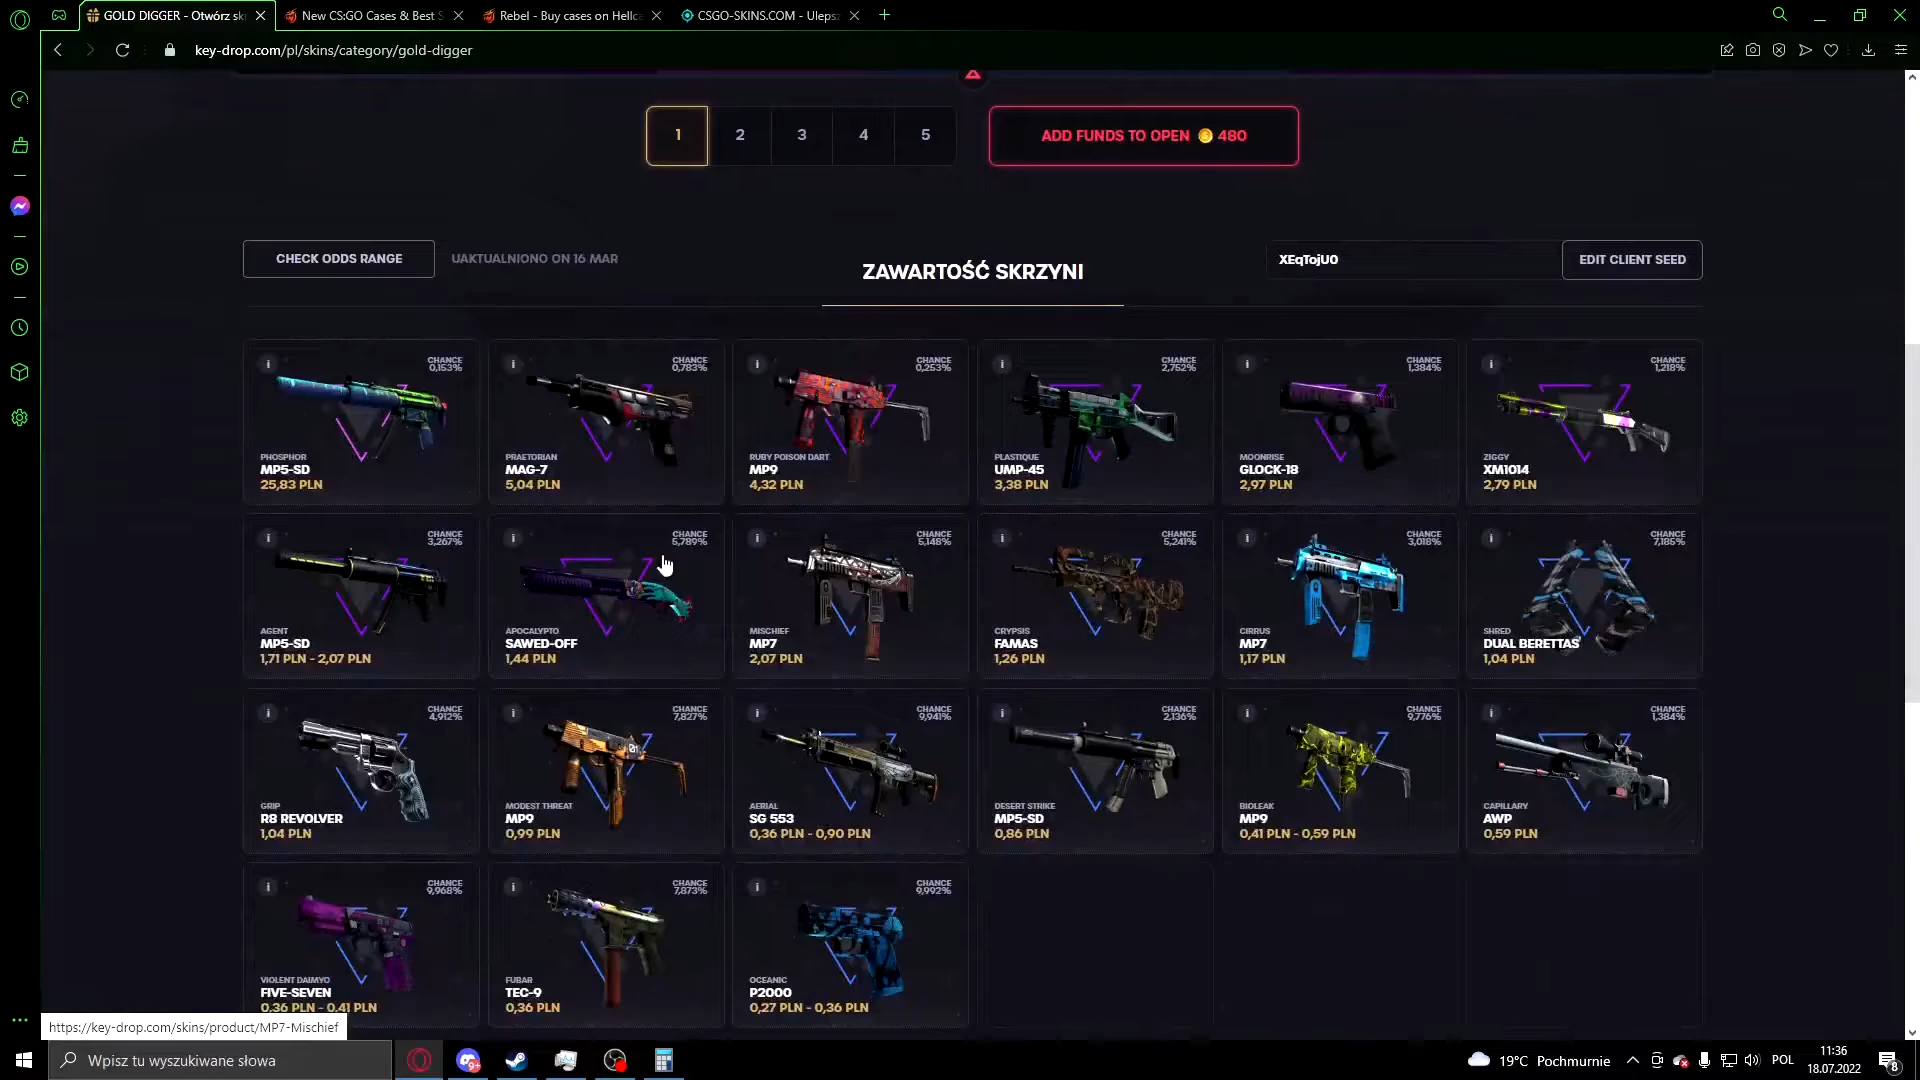 GOLD DIGGER - Otwórz sk
New CS:GO Cases & Best S
Rebel - Buy cases on Hellca
CSGO-SKINS.COM - Ulepsz
key-drop.com/pl/skins/category/gold-digger
1
2
3
4
5
ADD FUNDS TO OPEN 480
CHECK ODDS RANGE
UAKTUALNIONO ON 16 MAR
ZAWARTOŚĆ SKRZYNI
XEqTojU0
EDIT CLIENT SEED
CHANCE
0,153%
PHOSPHOR
MP5-SD
25,83 PLN
CHANCE
0,783%
PRAETORIAN
MAG-7
5,04 PLN
CHANCE
0,253%
RUBY POISON DART
MP9
4,32 PLN
CHANCE
2,752%
PLASTIQUE
UMP-45
3,38 PLN
CHANCE
1,384%
MOONRISE
GLOCK-18
2,97 PLN
CHANCE
1,218%
ZIGGY
XM1014
2,79 PLN
CHANCE
3,267%
AGENT
MP5-SD
1,71 PLN - 2,07 PLN
CHANCE
5,789%
APOCALYPTO
SAWED-OFF
1,44 PLN
CHANCE
5,148%
MISCHIEF
MP7
2,07 PLN
CHANCE
5,241%
CRYPSIS
FAMAS
1,26 PLN
CHANCE
3,018%
CIRRUS
MP7
1,17 PLN
CHANCE
7,185%
SHRED
DUAL BERETTAS
1,04 PLN
CHANCE
4,912%
GRIP
R8 REVOLVER
1,04 PLN
CHANCE
7,827%
MODEST THREAT
MP9
0,99 PLN
CHANCE
9,941%
AERIAL
SG 553
0,36 PLN - 0,90 PLN
CHANCE
2,136%
DESERT STRIKE
MP5-SD
0,86 PLN
CHANCE
9,776%
BIOLEAK
MP9
0,41 PLN - 0,59 PLN
CHANCE
1,384%
CAPILLARY
AWP
0,59 PLN
CHANCE
9,968%
VIOLENT DAIMYO
FIVE-SEVEN
0,36 PLN - 0,41 PLN
CHANCE
7,873%
FUBAR
TEC-9
0,36 PLN
CHANCE
9,992%
OCEANIC
P2000
0,27 PLN - 0,36 PLN
https://key-drop.com/skins/product/MP7-Mischief
Wpisz tu wyszukiwane słowa
9+
19°C Pochmurnie
POL
11:36
18.07.2022
8